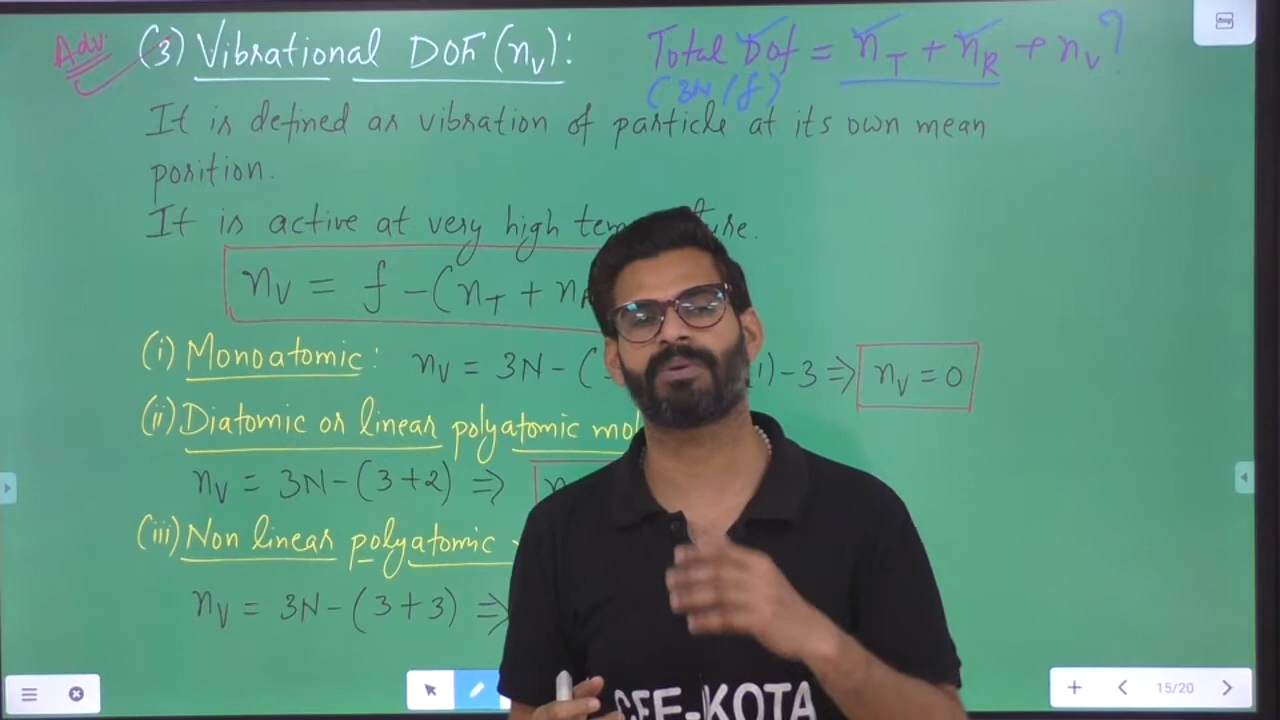 Adv. (3) Vibrational DOF (nv): Total Dof = nT + nR + nv?
(3N/f)
It is defined as vibration of particle at its own mean
position.
It is active at very high
nv = f - (nT +
(i) Monoatomic: nv = 3N - ( 1) - 3 ⇒ nv = 0
(ii) Diatomic or linear polyatomic
nv = 3N - (3 + 2) ⇒
(iii) Non linear polyatomic
nv = 3N - (3 + 3) ⇒
15/20
KOTA